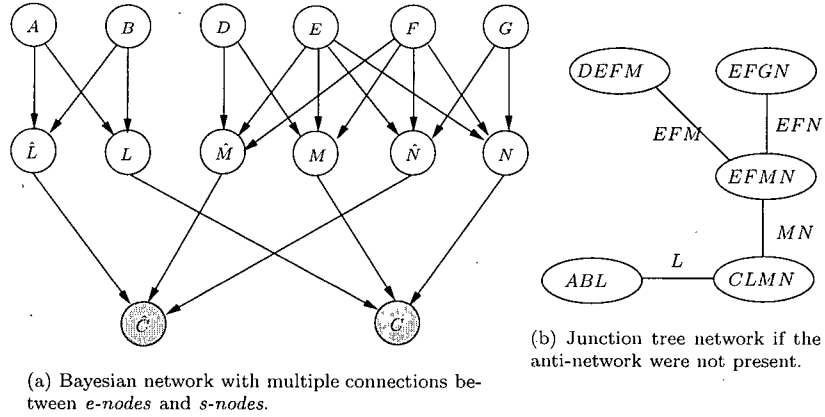 A B D E F G
L̂ L M̂ M N̂ N
Ĉ C
(a) Bayesian network with multiple connections be-
tween e-nodes and s-nodes.
DEFM EFGN
EFM EFN
EFMN
MN
L
ABL CLMN
(b) Junction tree network if the
anti-network were not present.